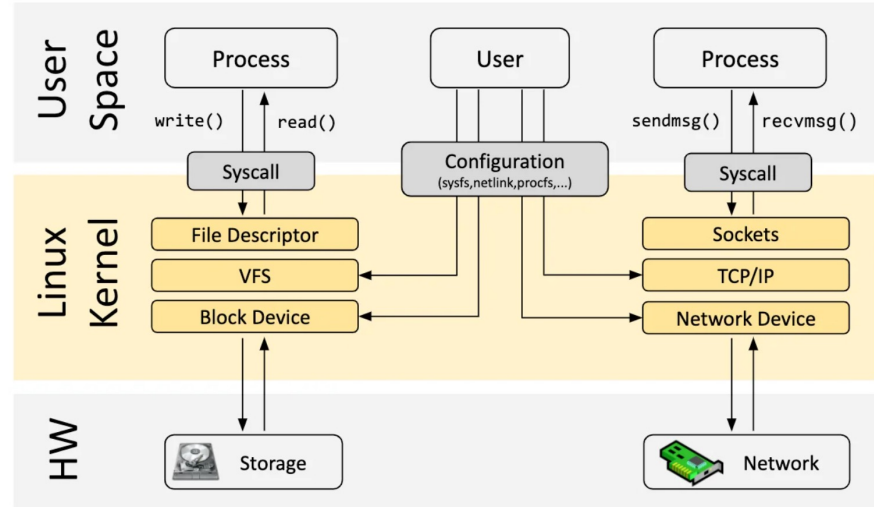 User
Space
Process
User
Process
write()
read()
sendmsg()
recvmsg()
Syscall
Configuration
(sysfs,netlink,procfs,...)
Syscall
Linux
Kernel
File Descriptor
VFS
Block Device
Sockets
TCP/IP
Network Device
HW
Storage
Network